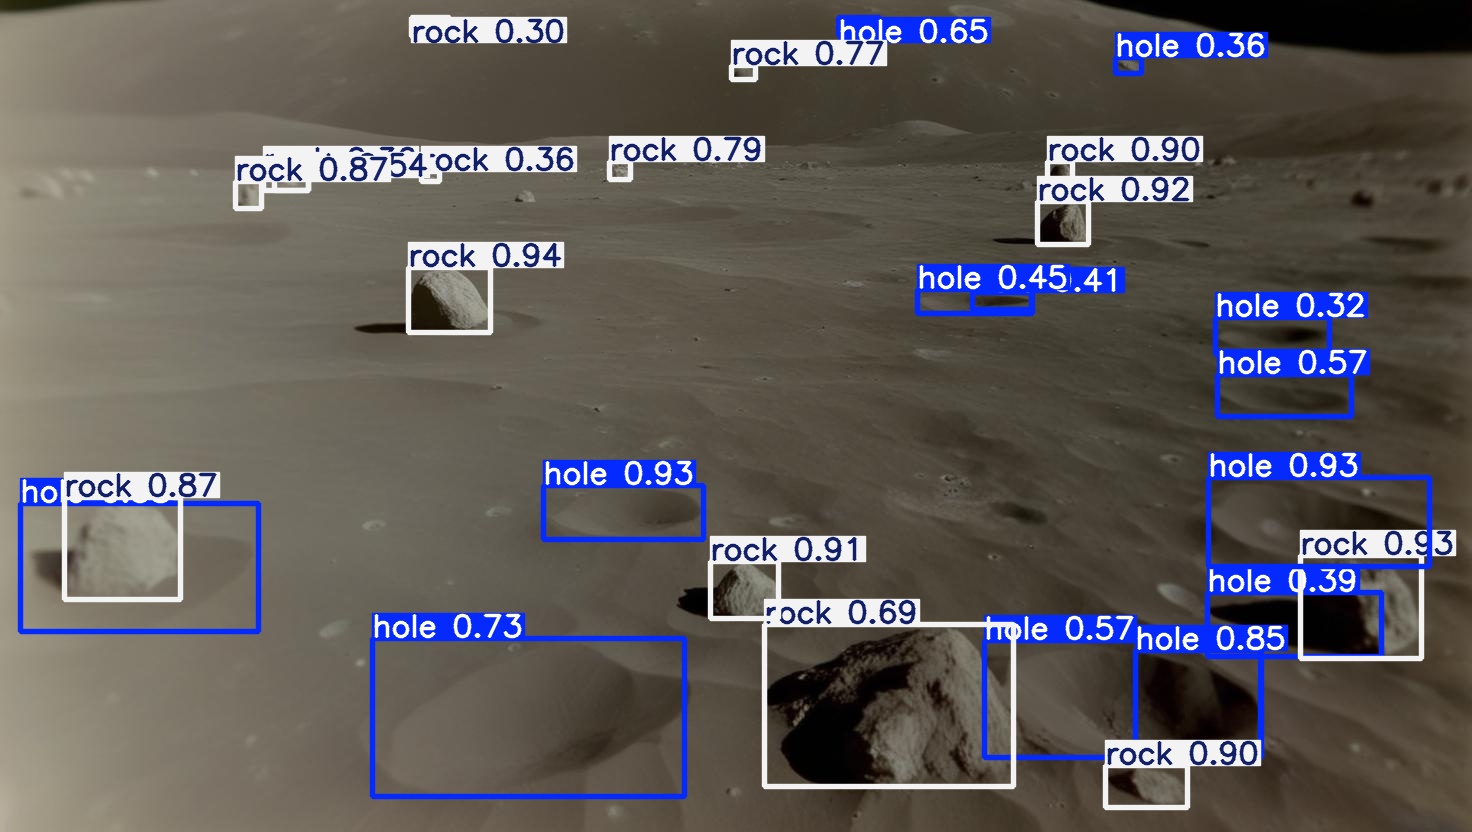 rock 0.30
hole 0.65
hole 0.36
rock 0.77
rock 0.79
rock 0.90
rock 0.36
rock 0.87
54
rock 0.92
rock 0.94
hole 0.45
.41
hole 0.32
hole 0.57
hole 0.93
hole 0.93
rock 0.87
rock 0.91
rock 0.93
hole 0.39
rock 0.69
hole 0.73
hole 0.57
hole 0.85
rock 0.90